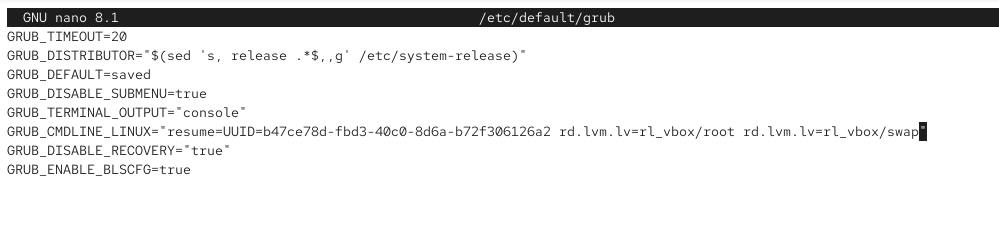 GNU nano 8.1 /etc/default/grub
GRUB_TIMEOUT=20
GRUB_DISTRIBUTOR="$(sed 's, release .*$,,g' /etc/system-release)"
GRUB_DEFAULT=saved
GRUB_DISABLE_SUBMENU=true
GRUB_TERMINAL_OUTPUT="console"
GRUB_CMDLINE_LINUX="resume=UUID=b47ce78d-fbd3-40c0-8d6a-b72f306126a2 rd.lvm.lv=rl_vbox/root rd.lvm.lv=rl_vbox/swap"
GRUB_DISABLE_RECOVERY="true"
GRUB_ENABLE_BLSCFG=true